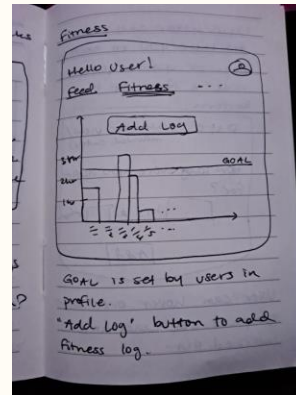 Fitness
Hello User!
Feed Fitness ...
Add Log
3hr
2hr
1hr
GOAL
GOAL is set by users in
profile.
"Add Log" button to add
fitness log.